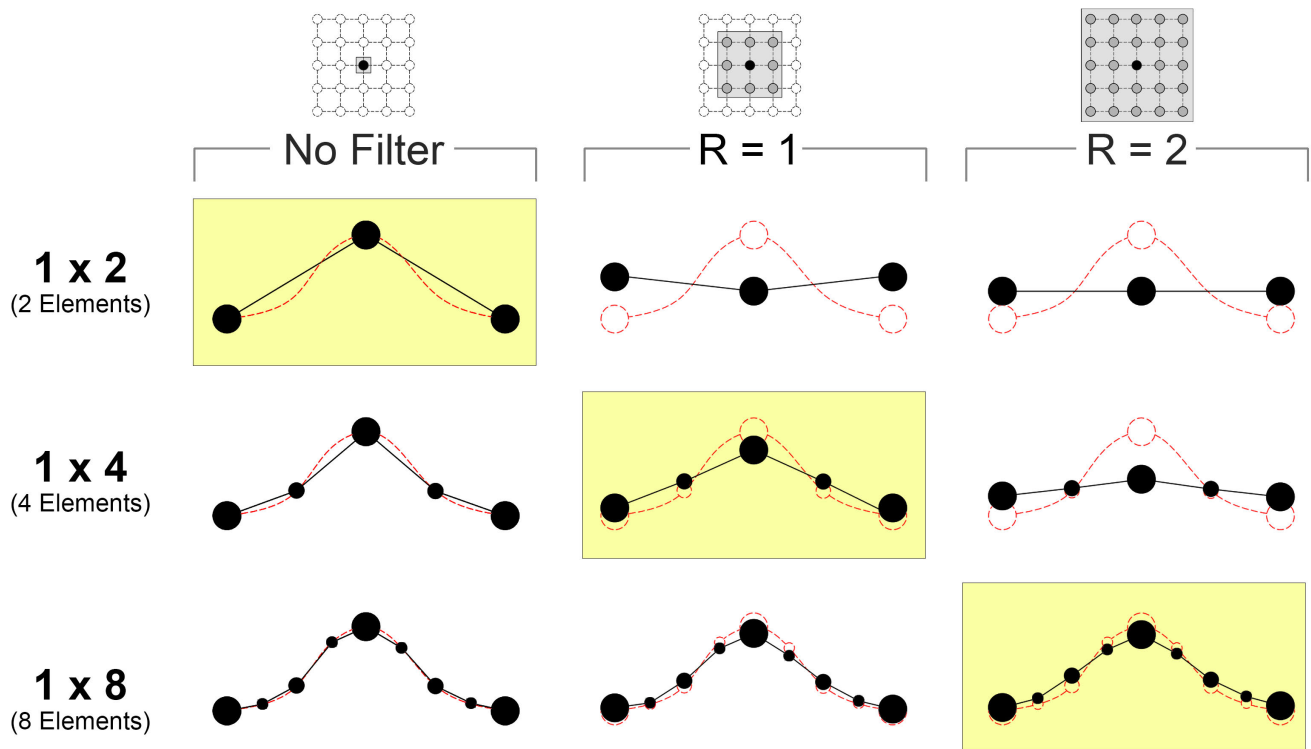 No Filter
R = 1
R = 2
1 x 2
(2 Elements)
1 x 4
(4 Elements)
1 x 8
(8 Elements)